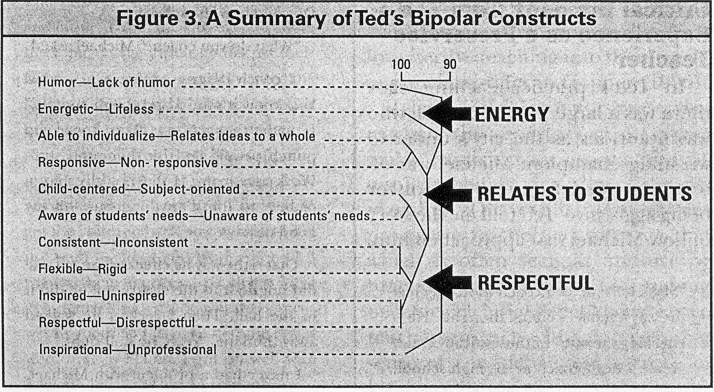 Figure 3. A Summary of Ted's Bipolar Constructs
100 90
Humor—Lack of humor
Energetic—Lifeless
ENERGY
Able to individualize—Relates ideas to a whole
Responsive—Non- responsive
Child-centered—Subject-oriented
RELATES TO STUDENTS
Aware of students' needs—Unaware of students' needs
Consistent—Inconsistent
Flexible—Rigid
RESPECTFUL
Inspired—Uninspired
Respectful—Disrespectful
Inspirational—Unprofessional